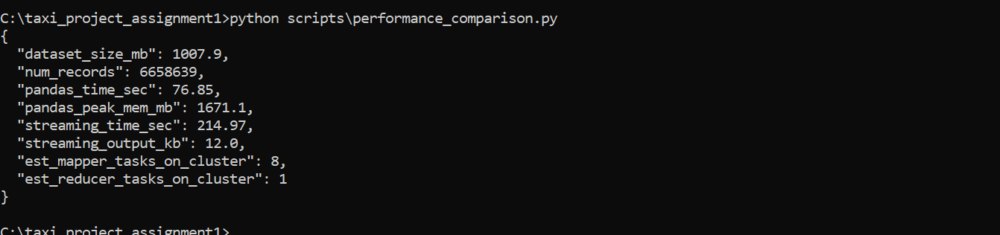 C:\taxi_project_assignment1>python scripts\performance_comparison.py
{
  "dataset_size_mb": 1007.9,
  "num_records": 6658639,
  "pandas_time_sec": 76.85,
  "pandas_peak_mem_mb": 1671.1,
  "streaming_time_sec": 214.97,
  "streaming_output_kb": 12.0,
  "est_mapper_tasks_on_cluster": 8,
  "est_reducer_tasks_on_cluster": 1
}
C:\taxi_project_assignment1>